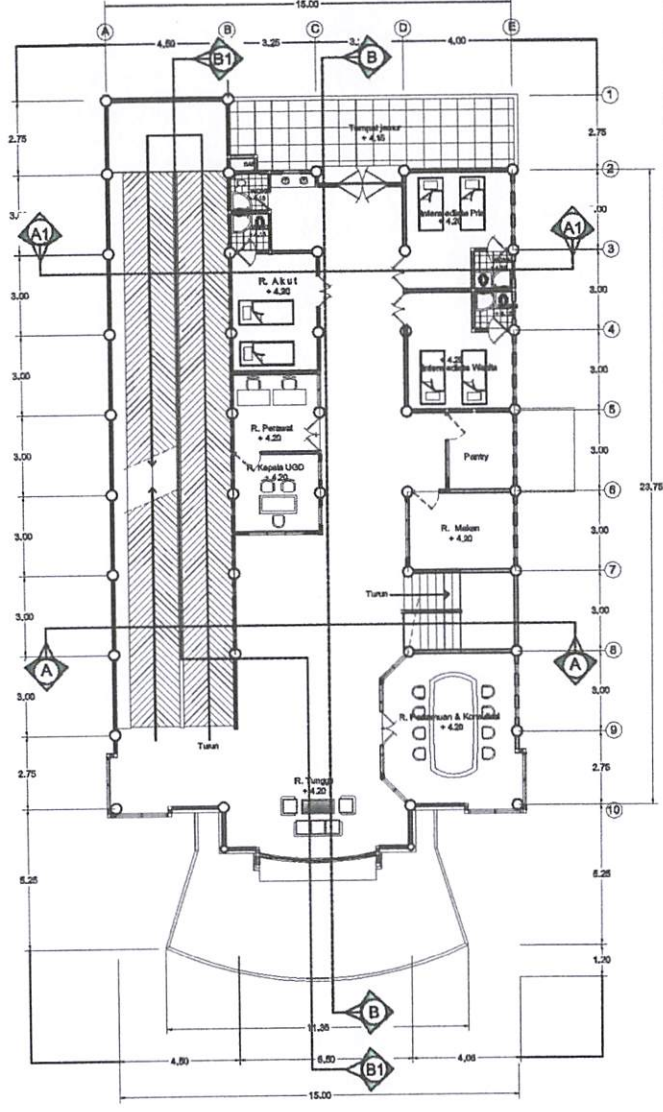 15.00
A B C D E
4,50 3.25 4,00
B1 B
1
2.75 Tempat jemur 2.75
+ 4.15
2
Intermediate Pria
+ 4.20
A1 A1
3
R. Akut
+ 4.20
3.00 3.00
4
3.00 + 4.20 3.00
Intermediate Wanita
5
R. Perawat
+ 4.20
3.00 Pantry 3.00
R. Kepala UGD
+ 4.20
23.75
6
3.00 R. Makan 3.00
+ 4.20
7
3.00 Turun 3.00
A A
8
3.00 R. Pertemuan & Konsultasi 3.00
+ 4.20
9
Turun
2.75 2.75
R. Tunggu
+ 4.20
10
5.25 5.25
1.20
B
11.35
4,50 6,50 4,05
B1
15.00